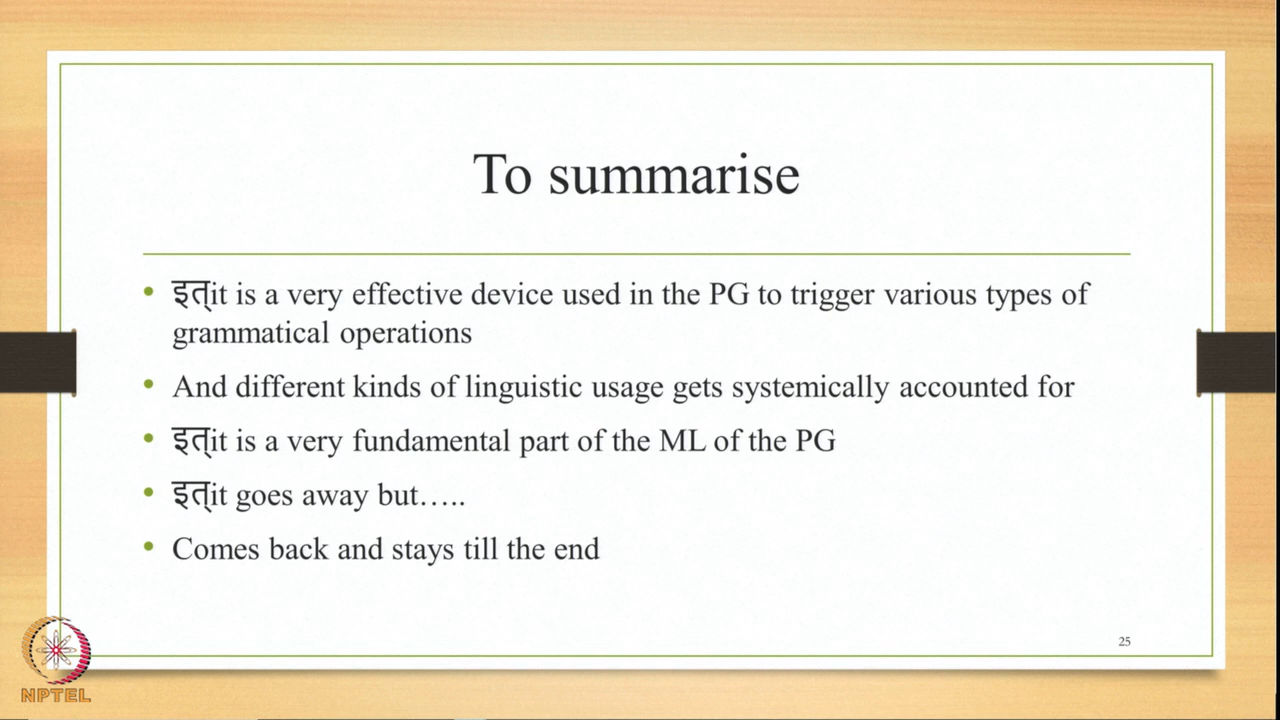 To summarise
• इत्it is a very effective device used in the PG to trigger various types of
grammatical operations
• And different kinds of linguistic usage gets systemically accounted for
• इत्it is a very fundamental part of the ML of the PG
• इत्it goes away but…..
• Comes back and stays till the end
25
NPTEL